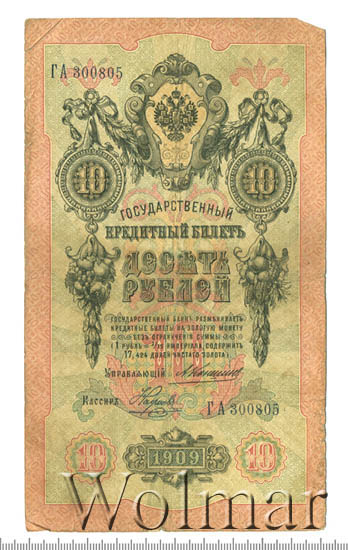 ГА 300805
10 10
ГОСУДАРСТВЕННЫЙ
КРЕДИТНЫЙ БИЛЕТЪ
ДЕСЯТЬ
РУБЛЕЙ
ГОСУДАРСТВЕННЫЙ БАНКЪ РАЗМѢНИВАЕТЪ
КРЕДИТНЫЕ БИЛЕТЫ НА ЗОЛОТУЮ МОНЕТУ
БЕЗЪ ОГРАНИЧЕНІЯ СУММЫ
(1 РУБЛЬ = 1/15 ИМПЕРІАЛА, СОДЕРЖИТЪ
17,424 ДОЛЕЙ ЧИСТАГО ЗОЛОТА)
УПРАВЛЯЮЩІЙ
КАССИРЪ
ГА 300805
10 1909 10
Wolmar